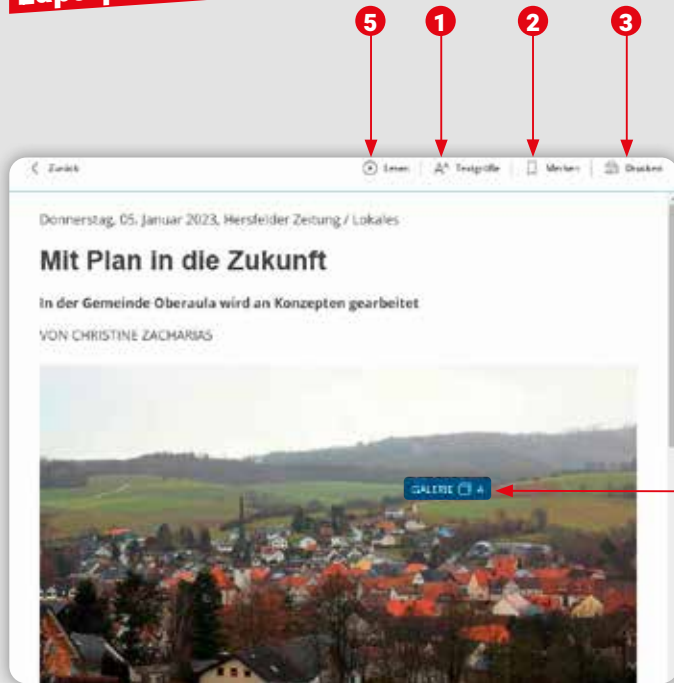 5 1 2 3
Zurück
Lesen Textgröße Merken Drucken
Donnerstag, 05. Januar 2023, Hersfelder Zeitung / Lokales
Mit Plan in die Zukunft
In der Gemeinde Oberaula wird an Konzepten gearbeitet
VON CHRISTINE ZACHARIAS
GALERIE 4